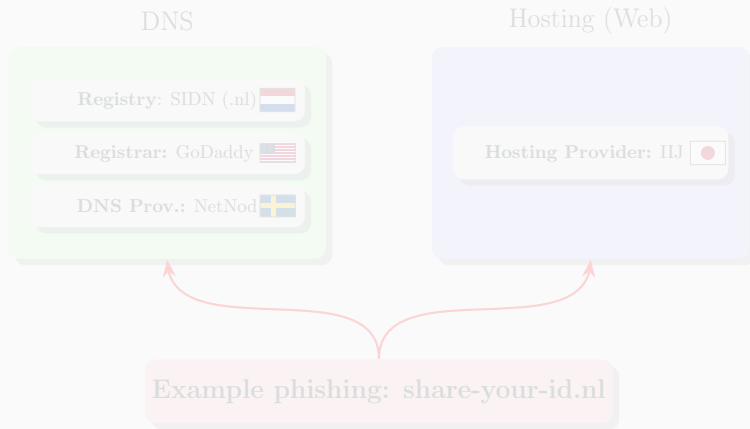 DNS
Hosting (Web)
Registry: SIDN (.nl)
Registrar: GoDaddy
DNS Prov.: NetNod
Hosting Provider: IIJ
Example phishing: share-your-id.nl